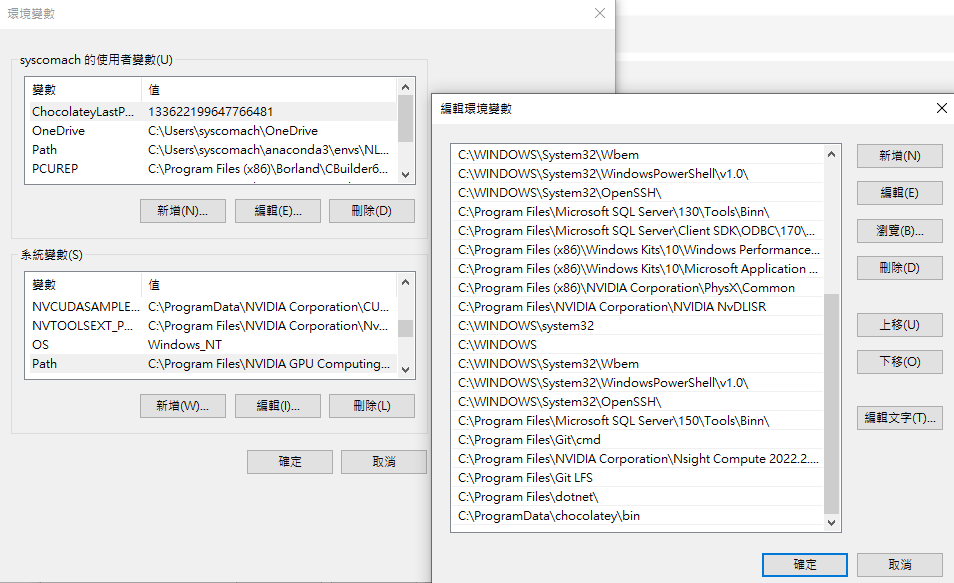 環境變數
syscomach 的使用者變數(U)
變數 值
ChocolateyLastP... 133622199647766481
OneDrive C:\Users\syscomach\OneDrive
Path C:\Users\syscomach\anaconda3\envs\NL...
PCUREP C:\Program Files (x86)\Borland\CBuilder6...
新增(N)... 編輯(E)... 刪除(D)
系統變數(S)
變數 值
NVCUDASAMPLE... C:\ProgramData\NVIDIA Corporation\CU...
NVTOOLSEXT_P... C:\Program Files\NVIDIA Corporation\Nv...
OS Windows_NT
Path C:\Program Files\NVIDIA GPU Computing...
新增(W)... 編輯(I)... 刪除(L)
確定 取消
編輯環境變數
C:\WINDOWS\System32\Wbem
C:\WINDOWS\System32\WindowsPowerShell\v1.0\
C:\WINDOWS\System32\OpenSSH\
C:\Program Files\Microsoft SQL Server\130\Tools\Binn\
C:\Program Files\Microsoft SQL Server\Client SDK\ODBC\170\...
C:\Program Files (x86)\Windows Kits\10\Windows Performance...
C:\Program Files (x86)\Windows Kits\10\Microsoft Application ...
C:\Program Files (x86)\NVIDIA Corporation\PhysX\Common
C:\Program Files\NVIDIA Corporation\NVIDIA NvDLISR
C:\WINDOWS\system32
C:\WINDOWS
C:\WINDOWS\System32\Wbem
C:\WINDOWS\System32\WindowsPowerShell\v1.0\
C:\WINDOWS\System32\OpenSSH\
C:\Program Files\Microsoft SQL Server\150\Tools\Binn\
C:\Program Files\Git\cmd
C:\Program Files\NVIDIA Corporation\Nsight Compute 2022.2....
C:\Program Files\Git LFS
C:\Program Files\dotnet\
C:\ProgramData\chocolatey\bin
新增(N)
編輯(E)
瀏覽(B)...
刪除(D)
上移(U)
下移(O)
編輯文字(T)...
確定 取消